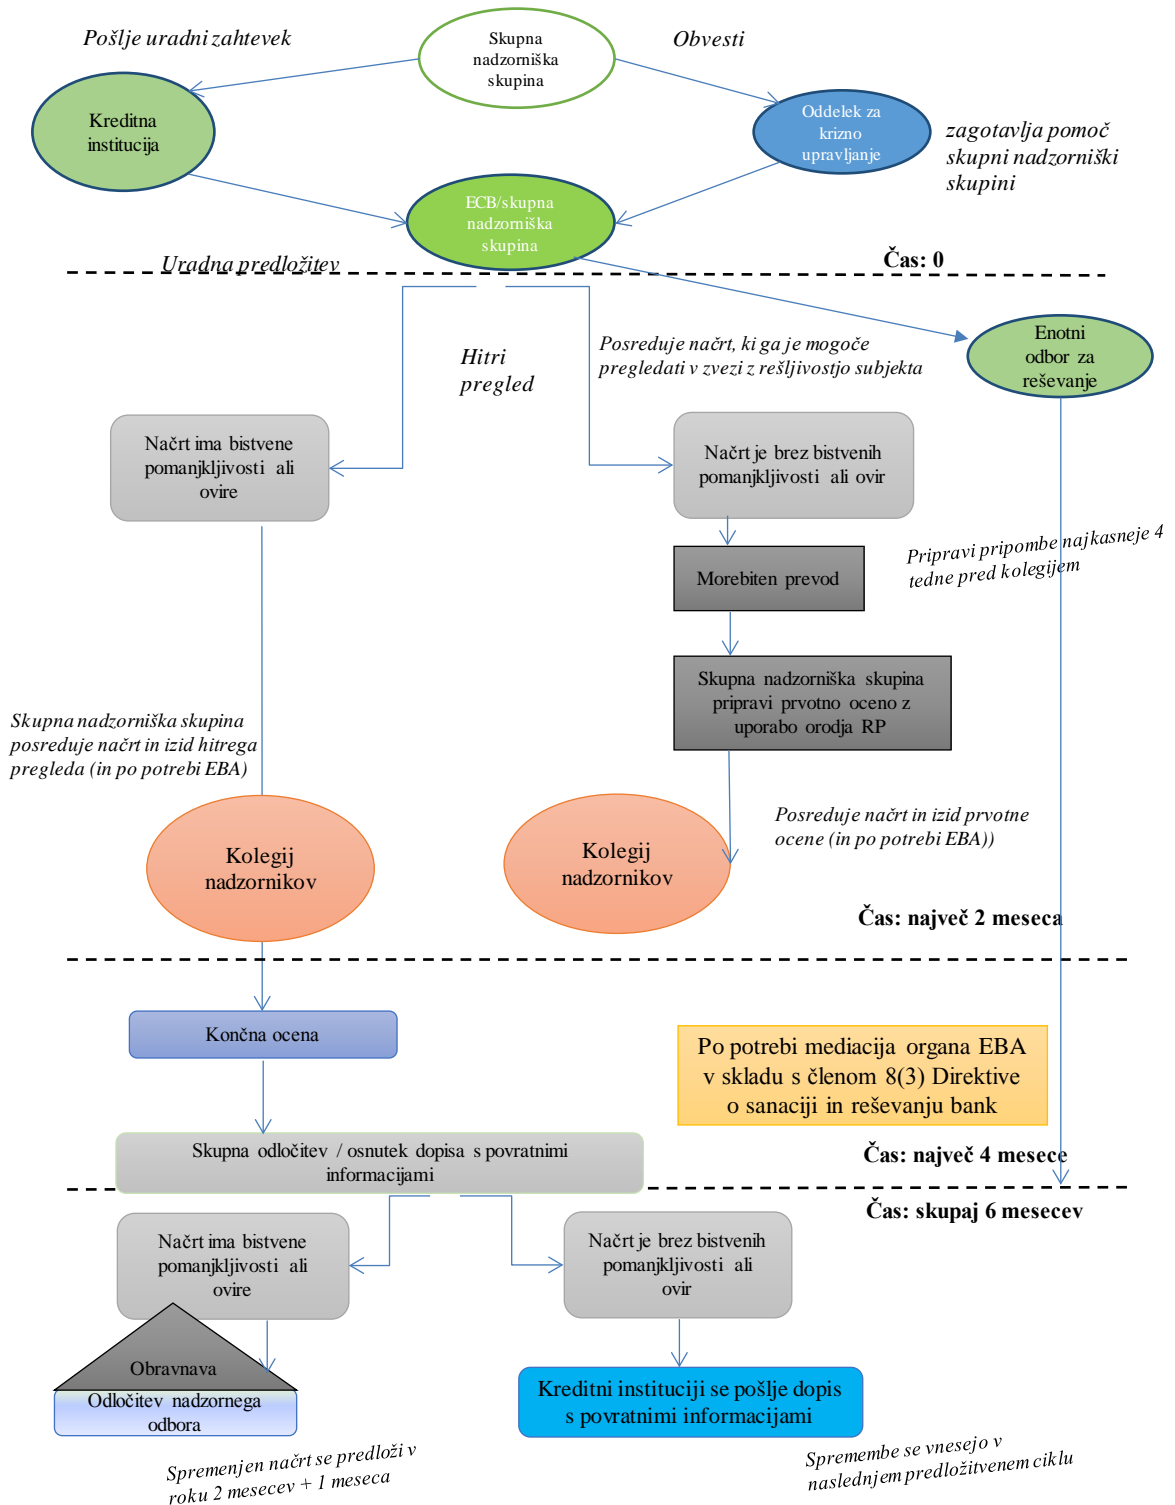 Pošlje uradni zahtevek
Skupna
nadzorniška
skupina
Obvesti
Kreditna
institucija
Oddelek za
krizno
upravljanje
zagotavlja pomoč
skupni nadzorniški
skupini
ECB/skupna
nadzorniška
skupina
Uradna predložitev
Čas: 0
Hitri
pregled
Posreduje načrt, ki ga je mogoče
pregledati v zvezi z rešljivostjo subjekta
Enotni
odbor za
reševanje
Načrt ima bistvene
pomanjkljivosti ali
ovire
Načrt je brez bistvenih
pomanjkljivosti ali ovir
Pripravi pripombe najkasneje 4
tedne pred kolegijem
Morebiten prevod
Skupna nadzorniška skupina
pripravi prvotno oceno z
uporabo orodja RP
Skupna nadzorniška skupina
posreduje načrt in izid hitrega
pregleda (in po potrebi EBA)
Posreduje načrt in izid prvotne
ocene (in po potrebi EBA))
Kolegij
nadzornikov
Kolegij
nadzornikov
Čas: največ 2 meseca
Končna ocena
Po potrebi mediacija organa EBA
v skladu s členom 8(3) Direktive
o sanaciji in reševanju bank
Skupna odločitev / osnutek dopisa s povratnimi
informacijami
Čas: največ 4 mesece
Čas: skupaj 6 mesecev
Načrt ima bistvene
pomanjkljivosti ali
ovire
Načrt je brez bistvenih
pomanjkljivosti ali
ovir
Obravnava
Odločitev nadzornega
odbora
Kreditni instituciji se pošlje dopis
s povratnimi informacijami
Spremenjen načrt se predloži v
roku 2 mesecev + 1 meseca
Spremembe se vnesejo v
naslednjem predložitvenem ciklu